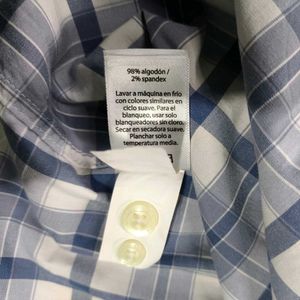 98% algodón /
2% spandex
Lavar a máquina en frío
con colores similares en
ciclo suave. Para el
blanqueo, usar solo
blanqueadores sin cloro.
Secar en secadora suave.
Planchar solo a
temperatura media.